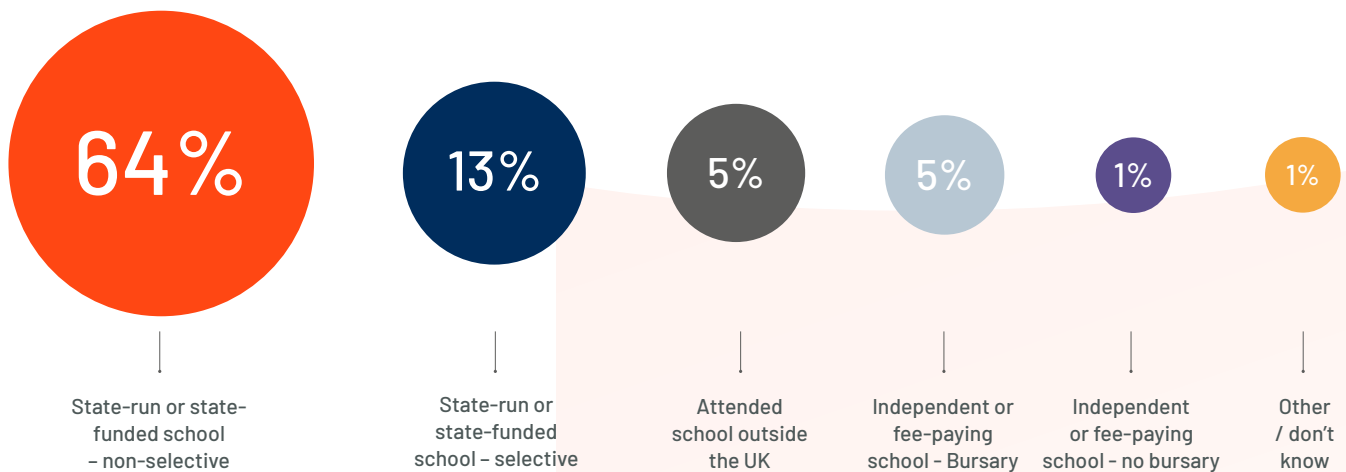 64%
13%
5%
5%
1%
1%
State-run or state-
funded school
– non-selective
State-run or
state-funded
school – selective
Attended
school outside
the UK
Independent or
fee-paying
school - Bursary
Independent
or fee-paying
school - no bursary
Other
/ don't
know